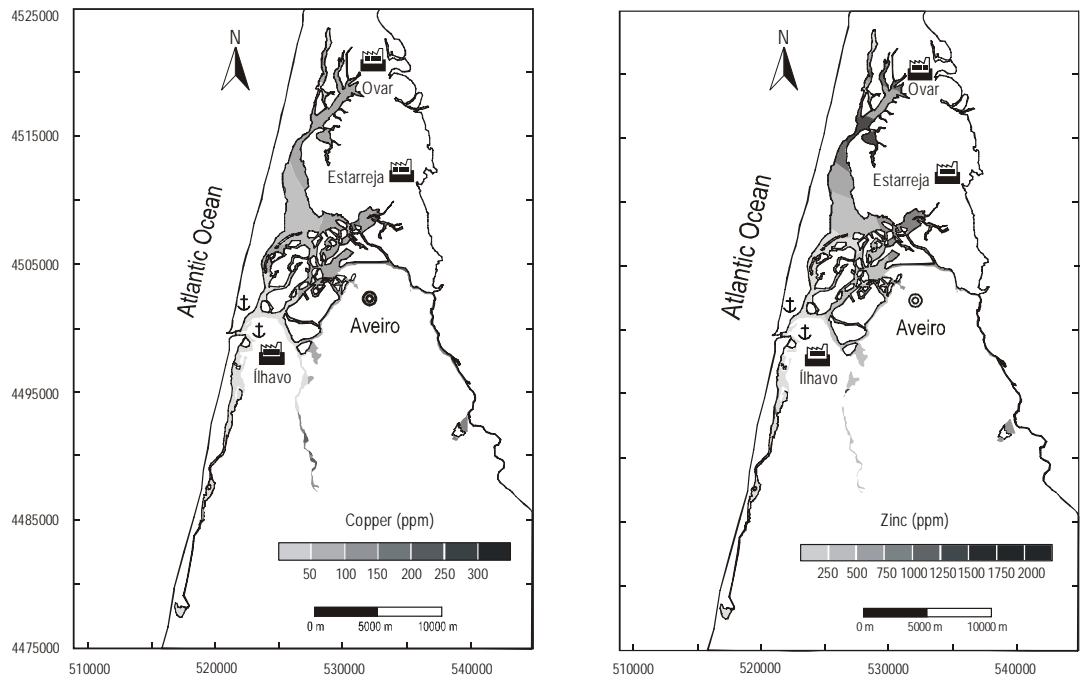 4525000
4515000
4505000
4495000
4485000
4475000
510000 520000 530000 540000
N
Ovar
Estarreja
Atlantic Ocean
Aveiro
Ílhavo
Copper (ppm)
50 100 150 200 250 300
0 m 5000 m 10000 m
N
Ovar
Estarreja
Atlantic Ocean
Aveiro
Ílhavo
Zinc (ppm)
250 500 750 1000 1250 1500 1750 2000
0 m 5000 m 10000 m
510000 520000 530000 540000